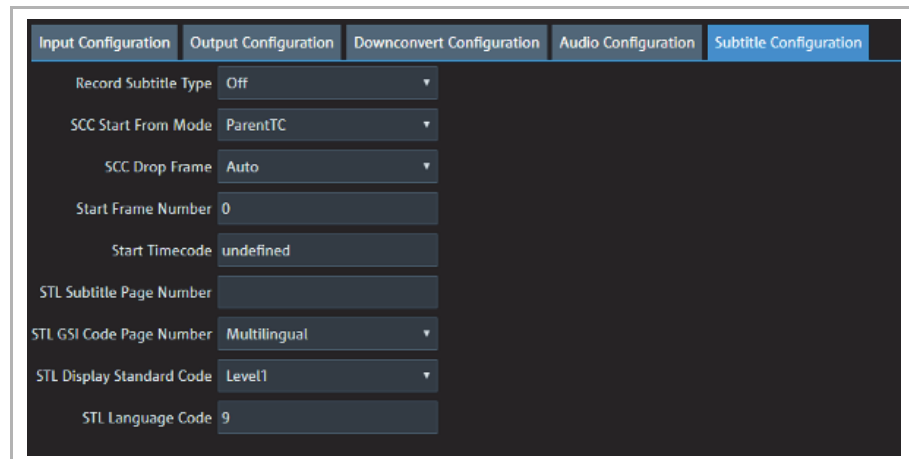 Input Configuration Output Configuration Downconvert Configuration Audio Configuration Subtitle Configuration
Record Subtitle Type Off
SCC Start From Mode ParentTC
SCC Drop Frame Auto
Start Frame Number 0
Start Timecode undefined
STL Subtitle Page Number
STL GSI Code Page Number Multilingual
STL Display Standard Code Level1
STL Language Code 9